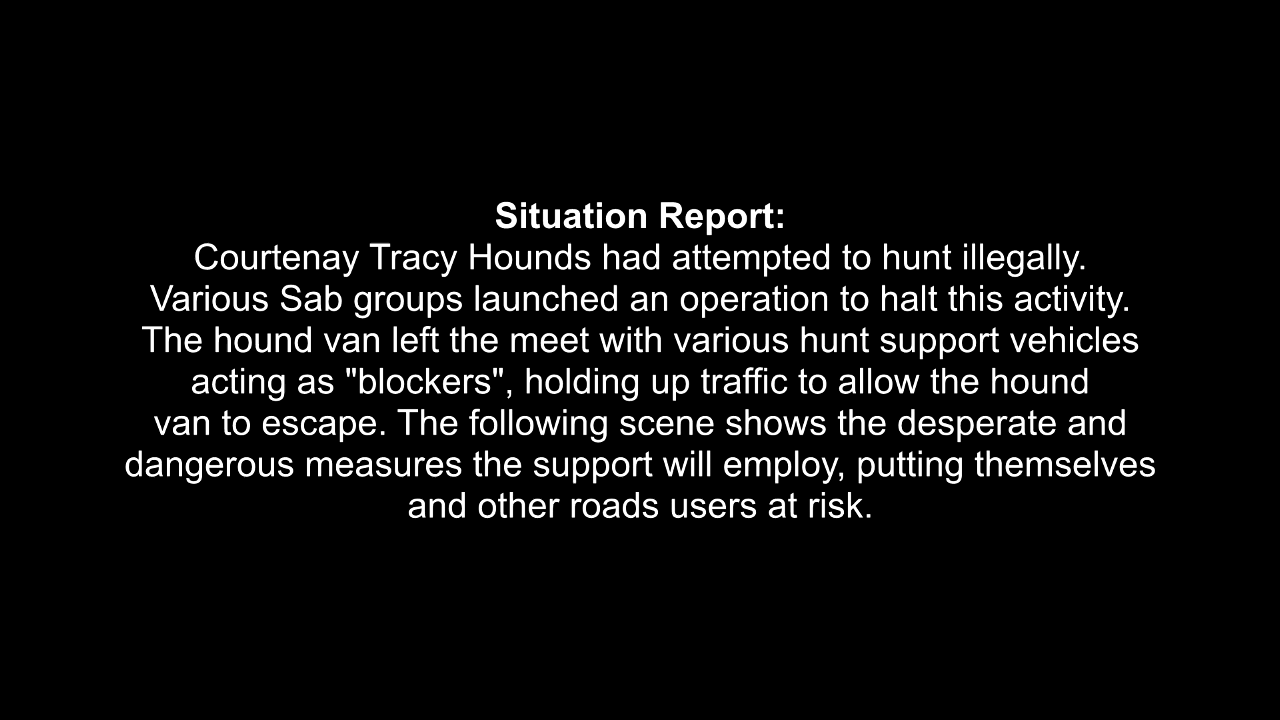 Situation Report:
Courtenay Tracy Hounds had attempted to hunt illegally.
Various Sab groups launched an operation to halt this activity.
The hound van left the meet with various hunt support vehicles
acting as "blockers", holding up traffic to allow the hound
van to escape. The following scene shows the desperate and
dangerous measures the support will employ, putting themselves
and other roads users at risk.